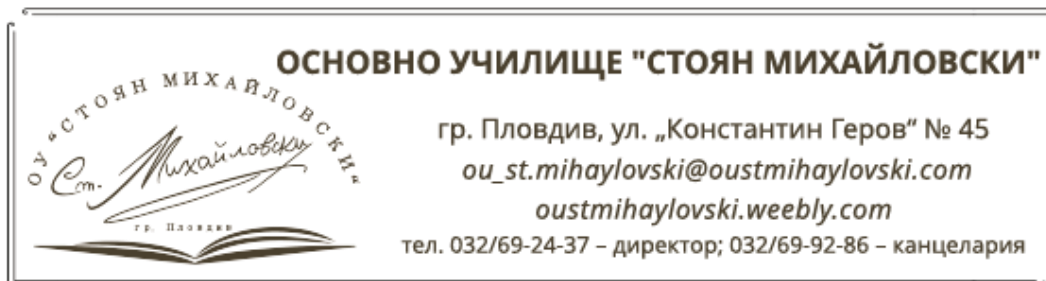 ОУ "СТОЯН МИХАЙЛОВСКИ"
Ст. Михайловски
гр. Пловдив
ОСНОВНО УЧИЛИЩЕ "СТОЯН МИХАЙЛОВСКИ"
гр. Пловдив, ул. „Константин Геров” № 45
ou_st.mihaylovski@oustmihaylovski.com
oustmihaylovski.weebly.com
тел. 032/69-24-37 – директор; 032/69-92-86 – канцелария